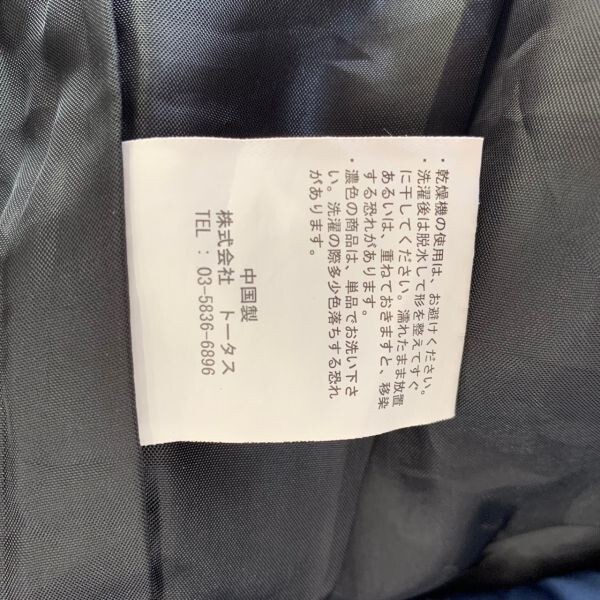 ・乾燥機の使用は、お避けください。
・洗濯後は脱水して形を整えてすぐ
に干してください。濡れたまま放置
あるいは、重ねておきますと、移染
する恐れがあります。
・濃色の商品は、単品でお洗い下さ
い。洗濯の際多少色落ちする恐れ
があります。
中国製
株式会社 トータス
TEL : 03-5836-6896